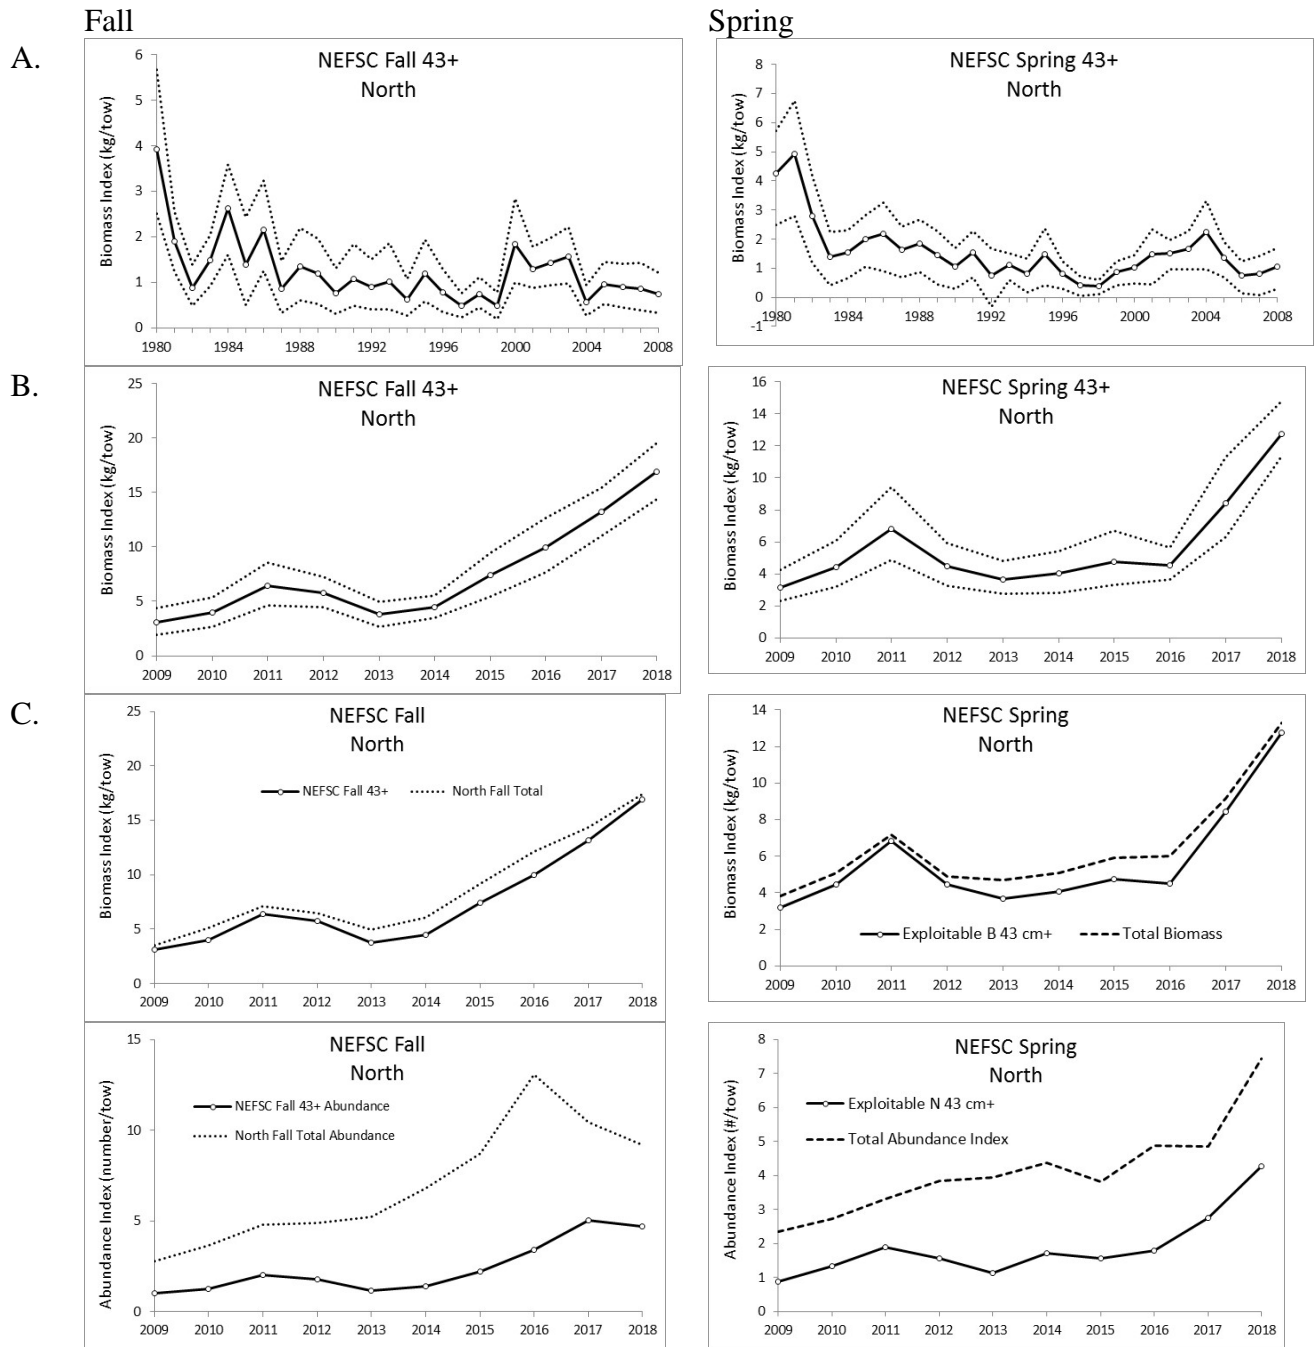 Fall
Spring
A.
NEFSC Fall 43+
North
Biomass Index (kg/tow)
6
5
4
3
2
1
0
1980 1984 1988 1992 1996 2000 2004 2008
NEFSC Spring 43+
North
Biomass Index (kg/tow)
8
7
6
5
4
3
2
1
0
-1
1980 1984 1988 1992 1996 2000 2004 2008
B.
NEFSC Fall 43+
North
Biomass Index (kg/tow)
25
20
15
10
5
0
2009 2010 2011 2012 2013 2014 2015 2016 2017 2018
NEFSC Spring 43+
North
Biomass Index (kg/tow)
16
14
12
10
8
6
4
2
0
2009 2010 2011 2012 2013 2014 2015 2016 2017 2018
C.
NEFSC Fall
North
Biomass Index (kg/tow)
25
20
15
10
5
0
NEFSC Fall 43+ North Fall Total
2009 2010 2011 2012 2013 2014 2015 2016 2017 2018
NEFSC Spring
North
Biomass Index (kg/tow)
14
12
10
8
6
4
2
0
Exploitable B 43 cm+ Total Biomass
2009 2010 2011 2012 2013 2014 2015 2016 2017 2018
NEFSC Fall
North
Abundance Index (number/tow)
15
10
5
0
NEFSC Fall 43+ Abundance
North Fall Total Abundance
2009 2010 2011 2012 2013 2014 2015 2016 2017 2018
NEFSC Spring
North
Abundance Index (#/tow)
8
7
6
5
4
3
2
1
0
Exploitable N 43 cm+
Total Abundance Index
2009 2010 2011 2012 2013 2014 2015 2016 2017 2018